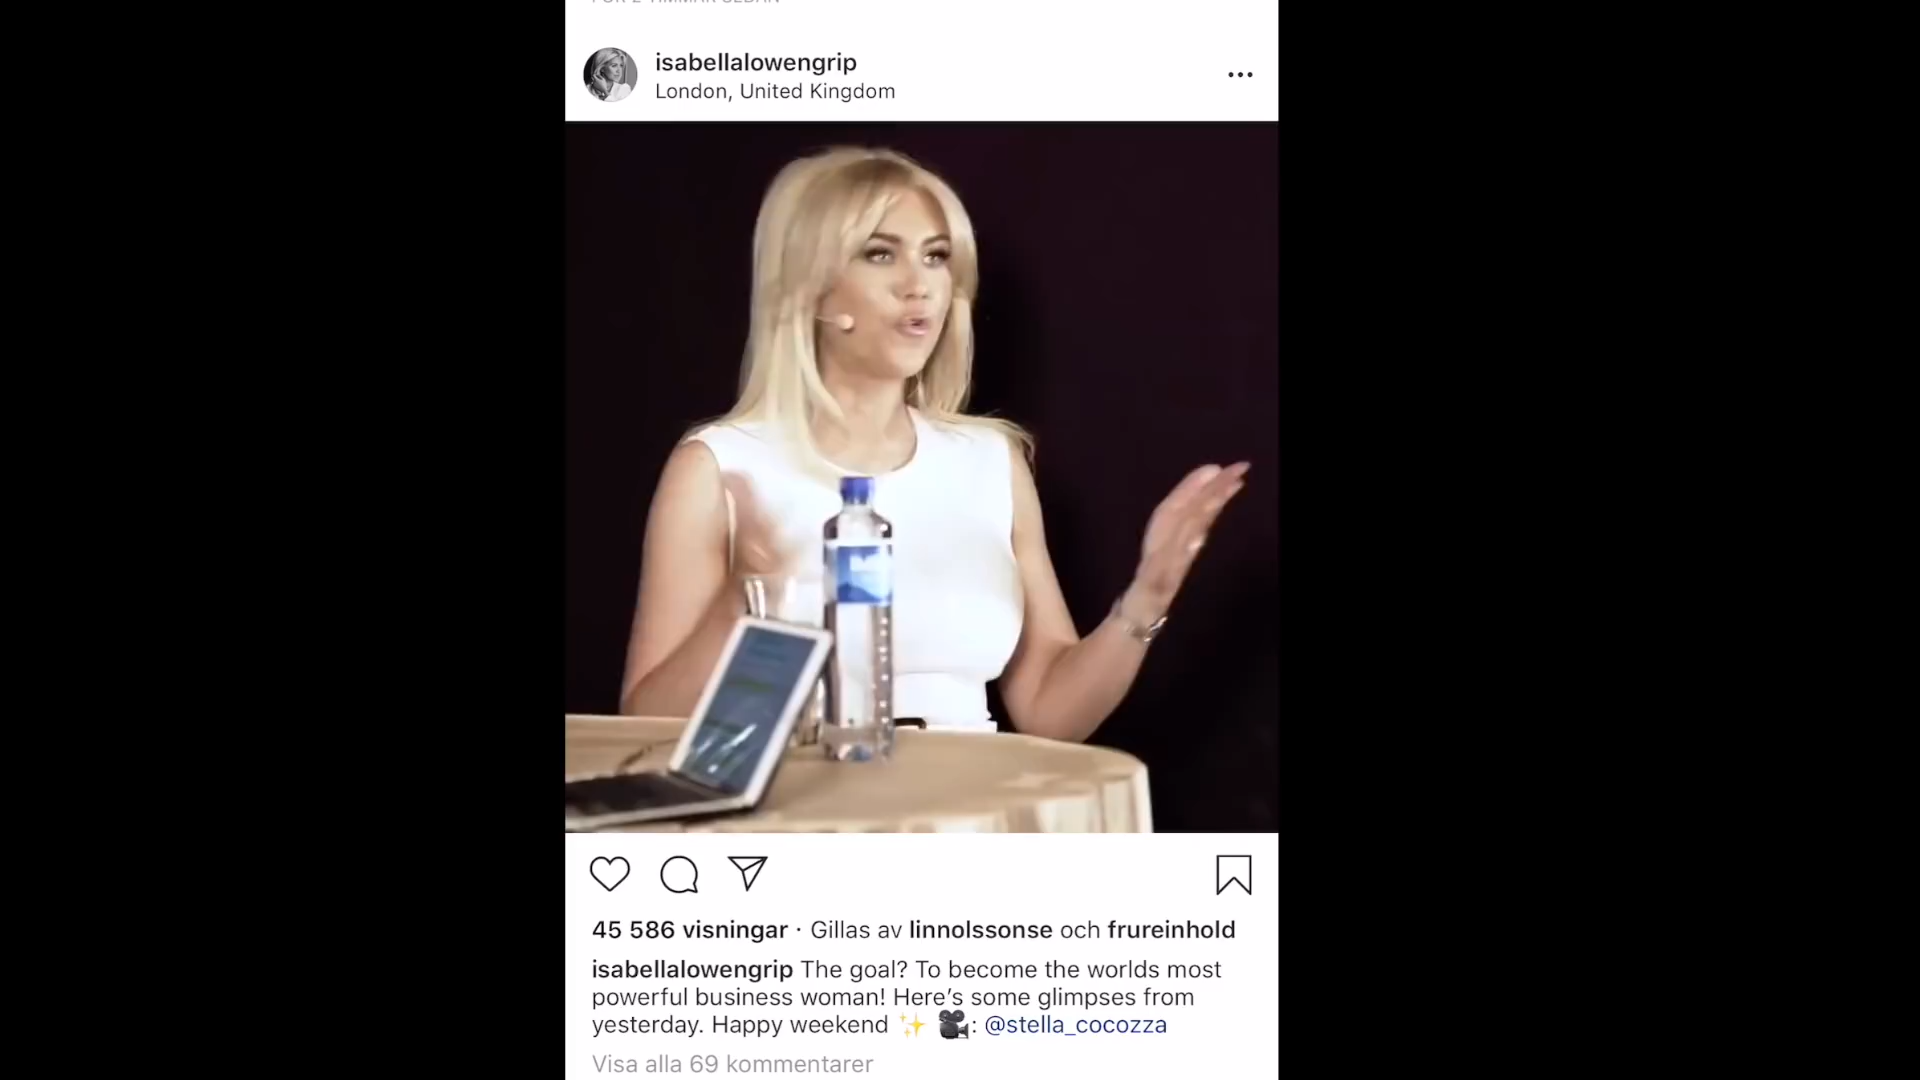 isabellalowengrip
London, United Kingdom
45 586 visningar · Gillas av linnolssonse och frureinhold
isabellalowengrip The goal? To become the worlds most
powerful business woman! Here's some glimpses from
yesterday. Happy weekend ✨ 🎥: @stella_cocozza
Visa alla 69 kommentarer